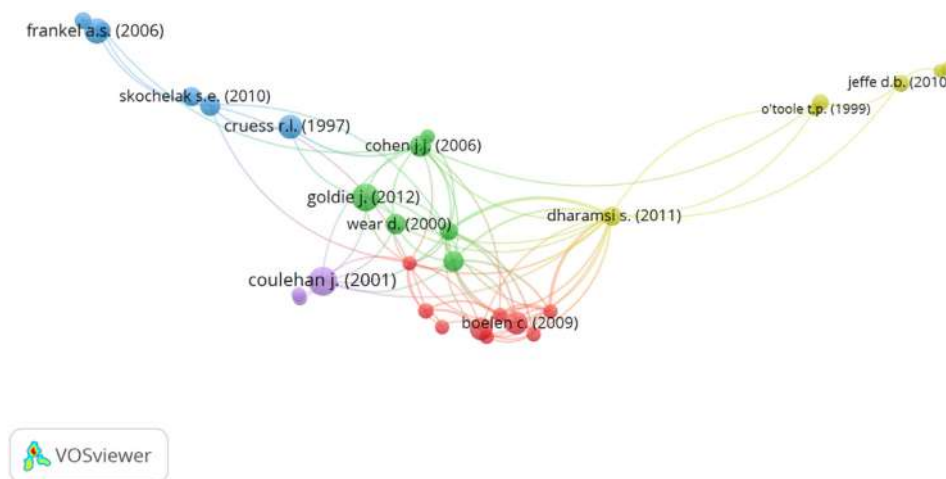 frankel a.s. (2006)
skochelak s.e. (2010)
cruess r.l. (1997)
cohen j.j. (2006)
goldie j. (2012)
wear d. (2000)
coulehan j. (2001)
boelen c. (2009)
dharamsi s. (2011)
o'toole t.p. (1999)
jeffe d.b. (2010
VOSviewer